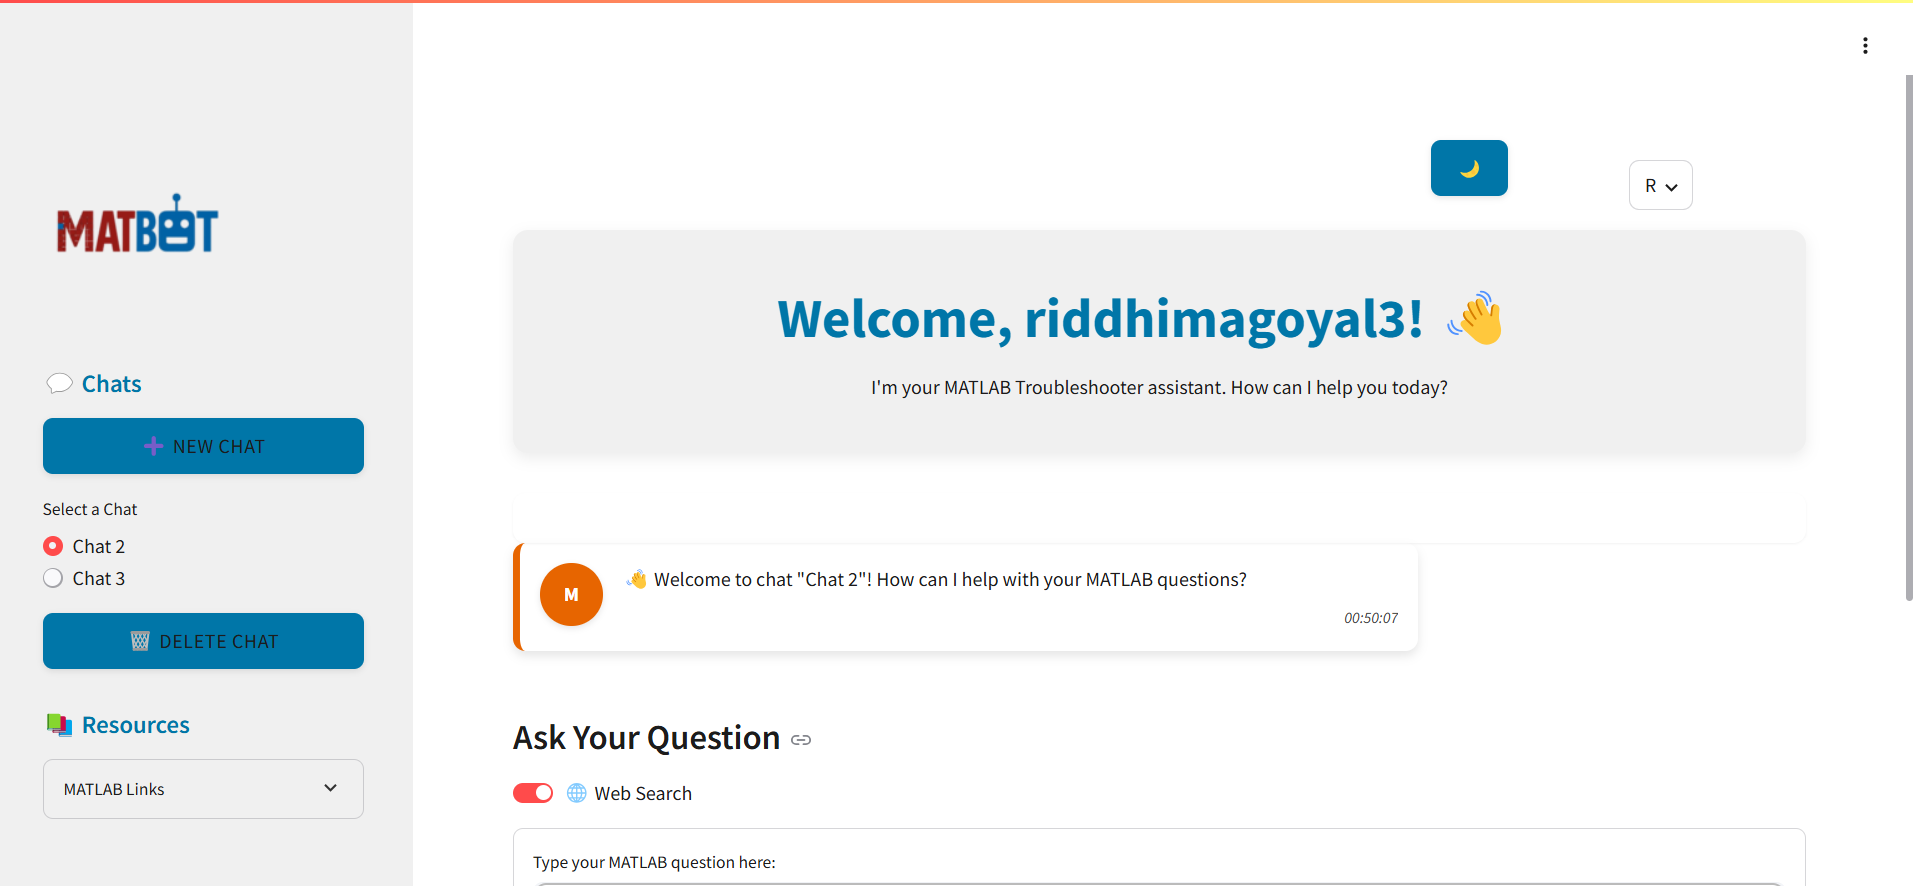 MATBOT
💬 Chats
➕ NEW CHAT
Select a Chat
Chat 2
Chat 3
🗑️ DELETE CHAT
📚 Resources
MATLAB Links
🌙
R
Welcome, riddhimagoyal3! 👋
I'm your MATLAB Troubleshooter assistant. How can I help you today?
M
👋 Welcome to chat "Chat 2"! How can I help with your MATLAB questions?
00:50:07
Ask Your Question
🌐 Web Search
Type your MATLAB question here: